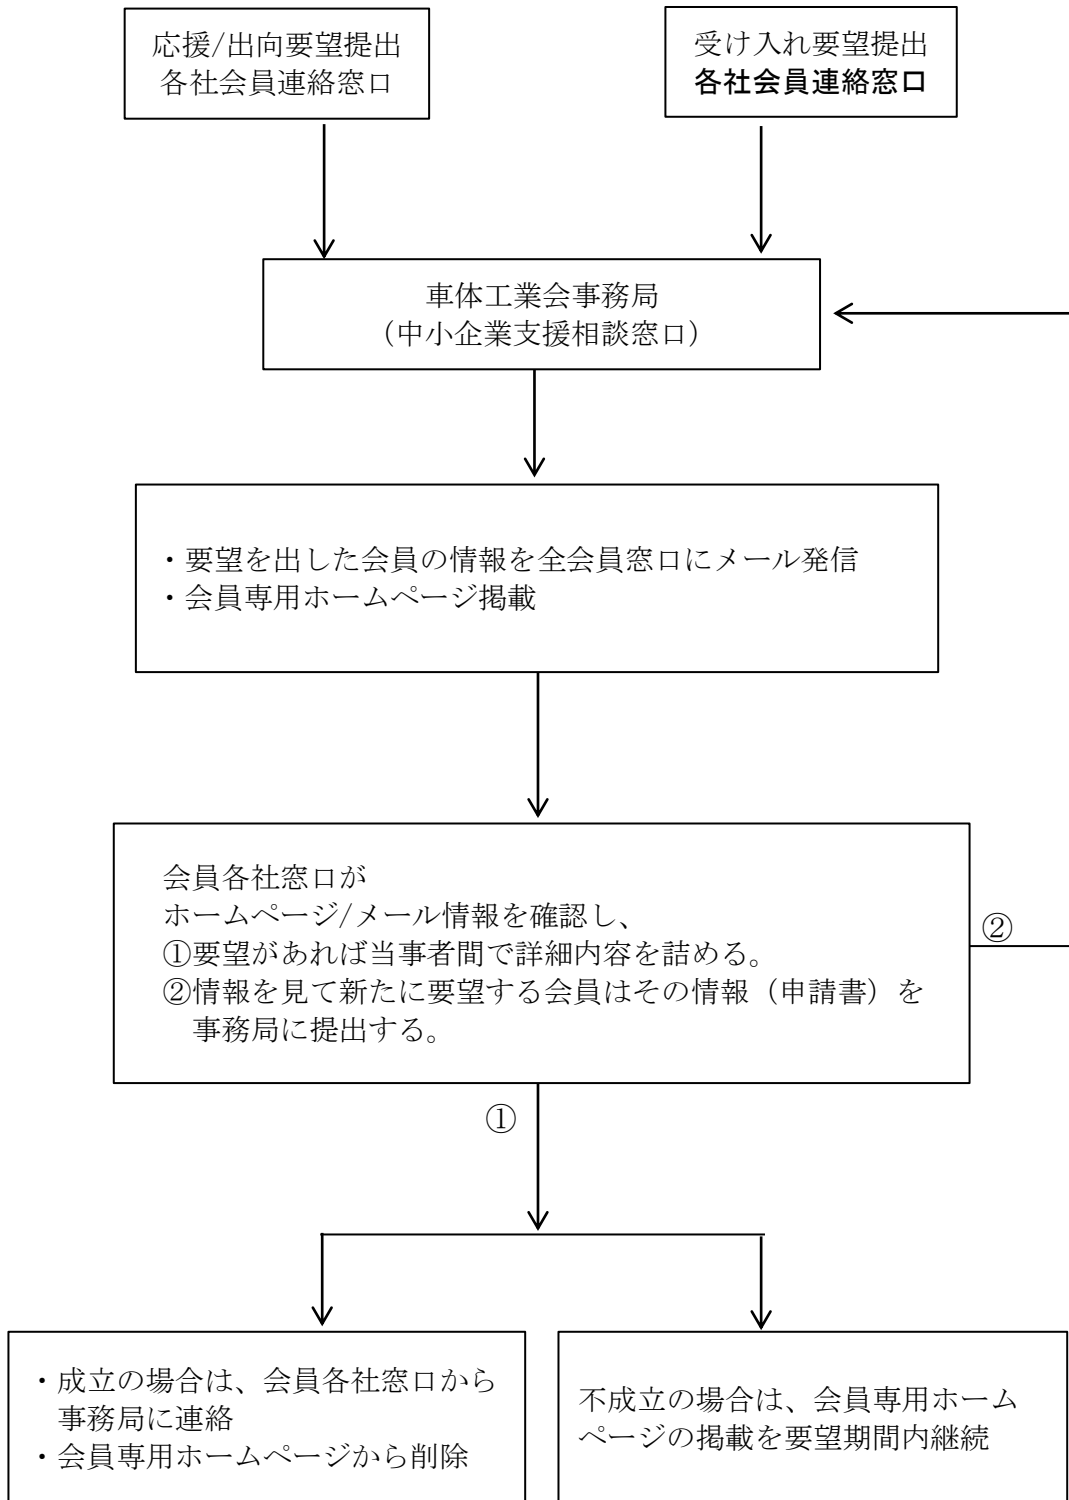 応援/出向要望提出
各社会員連絡窓口
受け入れ要望提出
各社会員連絡窓口
車体工業会事務局
（中小企業支援相談窓口）
・要望を出した会員の情報を全会員窓口にメール発信
・会員専用ホームページ掲載
会員各社窓口が
ホームページ/メール情報を確認し、
①要望があれば当事者間で詳細内容を詰める。
②情報を見て新たに要望する会員はその情報（申請書）を
事務局に提出する。
②
①
・成立の場合は、会員各社窓口から
事務局に連絡
・会員専用ホームページから削除
不成立の場合は、会員専用ホーム
ページの掲載を要望期間内継続